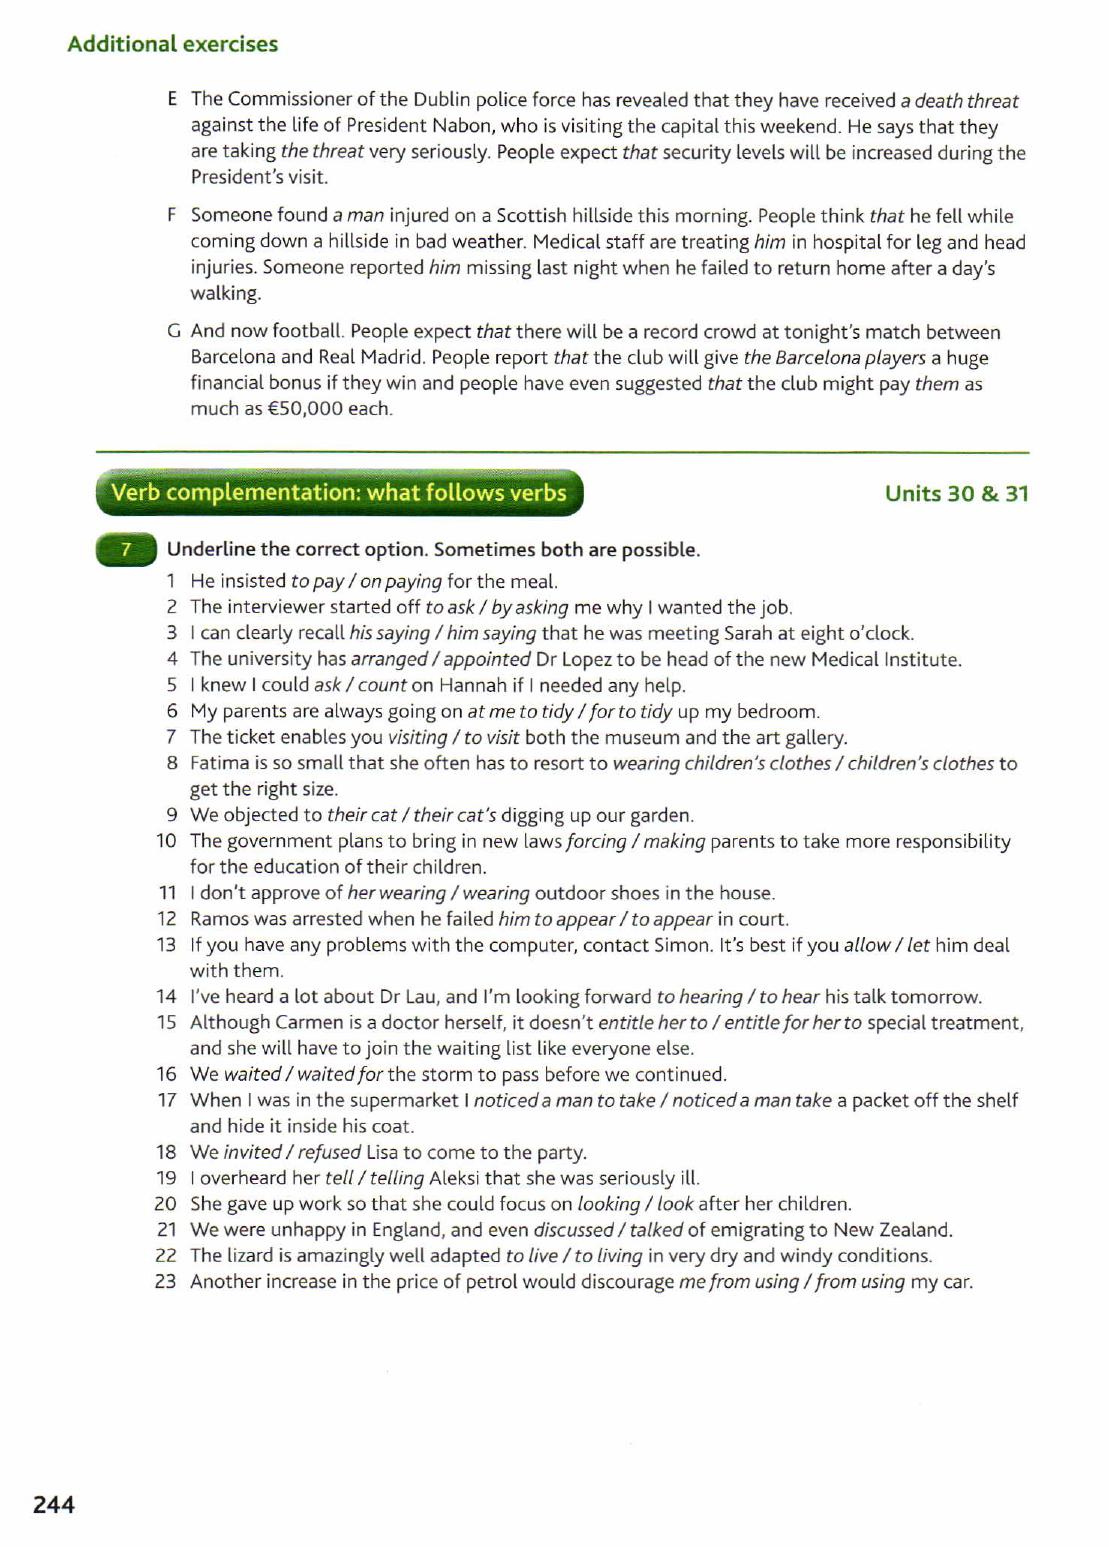 Additional exercises
E The Commissioner of the Dublin police force has revealed that they have received a death threat
against the life of President Nabon, who is visiting the capital this weekend. He says that they
are taking the threat very seriously. People expect that security levels will be increased during the
President's visit.
F Someone found a man injured on a Scottish hillside this morning. People think that he fell while
coming down a hillside in bad weather. Medical staff are treating him in hospital for leg and head
injuries. Someone reported him missing last night when he failed to return home after a day's
walking.
G And now football. People expect that there will be a record crowd at tonight's match between
Barcelona and Real Madrid. People report that the club will give the Barcelona players a huge
financial bonus if they win and people have even suggested that the club might pay them as
much as €50,000 each.
Verb complementation: what follows verbs Units 30 & 31
7 Underline the correct option. Sometimes both are possible.
1 He insisted to pay / on paying for the meal.
2 The interviewer started off to ask / by asking me why I wanted the job.
3 I can clearly recall his saying / him saying that he was meeting Sarah at eight o'clock.
4 The university has arranged / appointed Dr Lopez to be head of the new Medical Institute.
5 I knew I could ask / count on Hannah if I needed any help.
6 My parents are always going on at me to tidy / for to tidy up my bedroom.
7 The ticket enables you visiting / to visit both the museum and the art gallery.
8 Fatima is so small that she often has to resort to wearing children's clothes / children's clothes to
get the right size.
9 We objected to their cat / their cat's digging up our garden.
10 The government plans to bring in new laws forcing / making parents to take more responsibility
for the education of their children.
11 I don't approve of her wearing / wearing outdoor shoes in the house.
12 Ramos was arrested when he failed him to appear / to appear in court.
13 If you have any problems with the computer, contact Simon. It's best if you allow / let him deal
with them.
14 I've heard a lot about Dr Lau, and I'm looking forward to hearing / to hear his talk tomorrow.
15 Although Carmen is a doctor herself, it doesn't entitle her to / entitle for her to special treatment,
and she will have to join the waiting list like everyone else.
16 We waited / waited for the storm to pass before we continued.
17 When I was in the supermarket I noticed a man to take / noticed a man take a packet off the shelf
and hide it inside his coat.
18 We invited / refused Lisa to come to the party.
19 I overheard her tell / telling Aleksi that she was seriously ill.
20 She gave up work so that she could focus on looking / look after her children.
21 We were unhappy in England, and even discussed / talked of emigrating to New Zealand.
22 The lizard is amazingly well adapted to live / to living in very dry and windy conditions.
23 Another increase in the price of petrol would discourage me from using / from using my car.
244